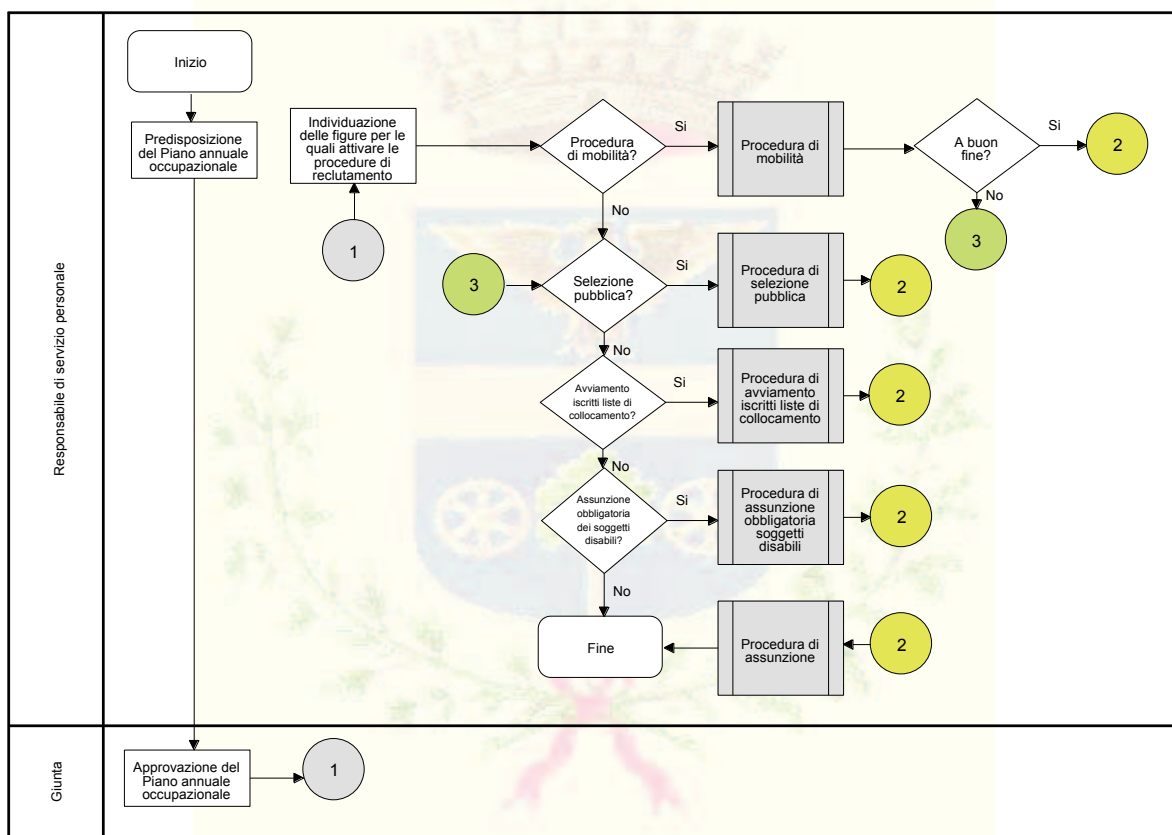 Inizio
Predisposizione
del Piano annuale
occupazionale
Individuazione
delle figure per le
quali attivare le
procedure di
reclutamento
1
Procedura
di mobilità?
Si
Procedura di
mobilità
A buon
fine?
Si
2
No
3
No
3
Selezione
pubblica?
Si
Procedura di
selezione
pubblica
2
No
Avviamento
iscritti liste di
collocamento?
Si
Procedura di
avviamento
iscritti liste di
collocamento
2
No
Assunzione
obbligatoria
dei soggetti
disabili?
Si
Procedura di
assunzione
obbligatoria
soggetti
disabili
2
No
Fine
Procedura di
assunzione
2
Responsabile di servizio personale
Giunta
Approvazione del
Piano annuale
occupazionale
1